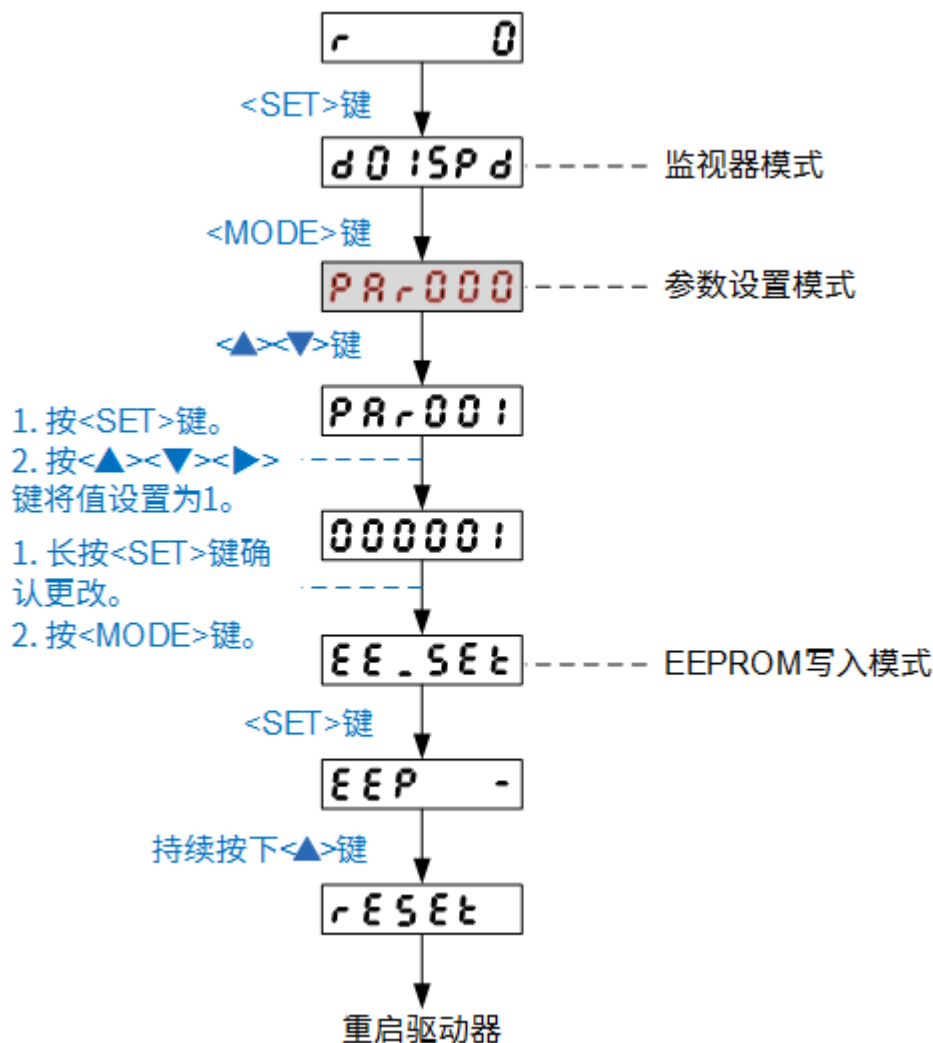 r 0
<SET>键
d01SPd
监视器模式
<MODE>键
PAr000
参数设置模式
<▲><▼>键
PAr001
1. 按<SET>键。
2. 按<▲><▼><▶>
键将值设置为1。
000001
1. 长按<SET>键确
认更改。
2. 按<MODE>键。
EE_SEt
EEPROM写入模式
<SET>键
EEP -
持续按下<▲>键
rESEt
重启驱动器